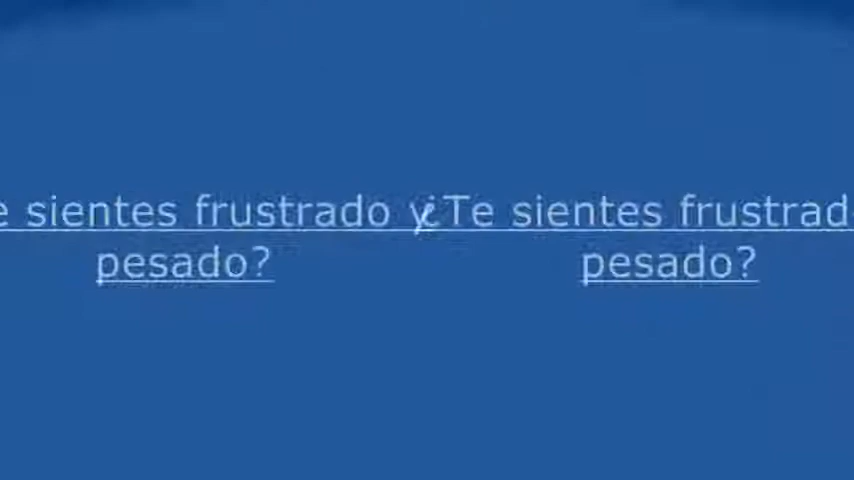 e sientes frustrado y ¿Te sientes frustrad
pesado? pesado?